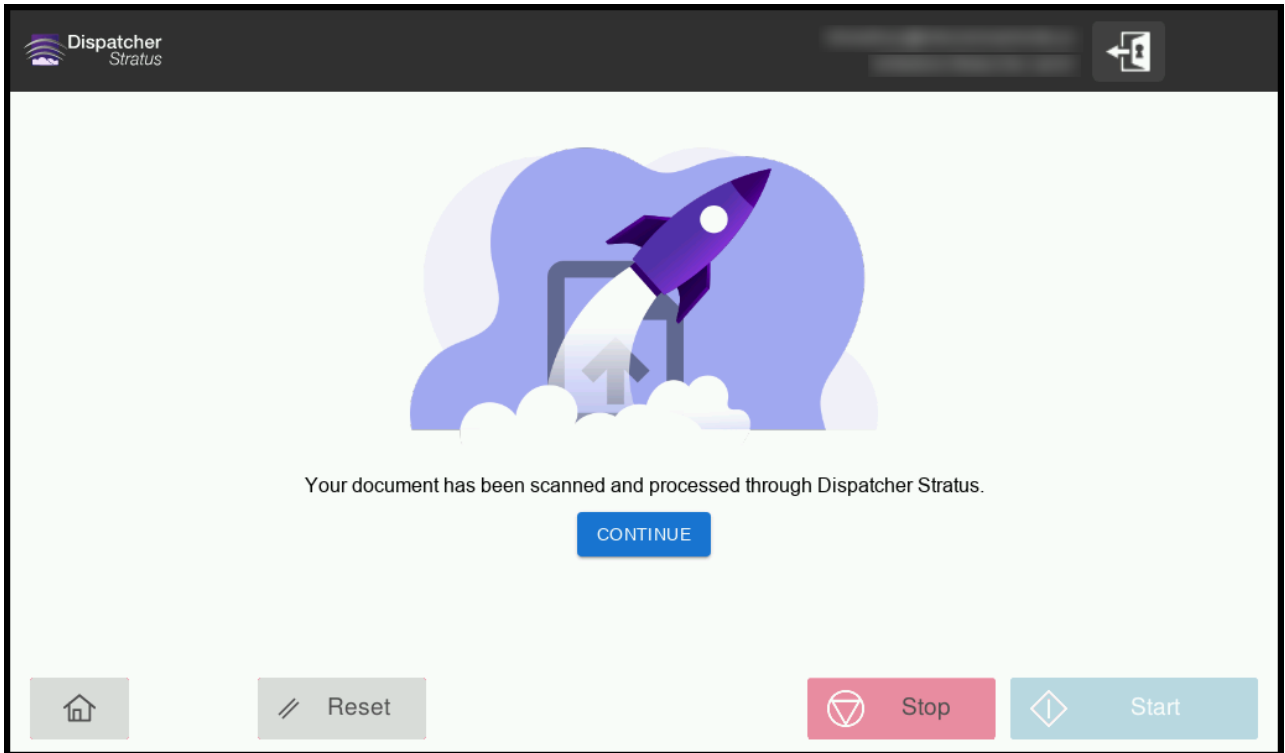 Dispatcher
Stratus
Your document has been scanned and processed through Dispatcher Stratus.
CONTINUE
Reset
Stop
Start